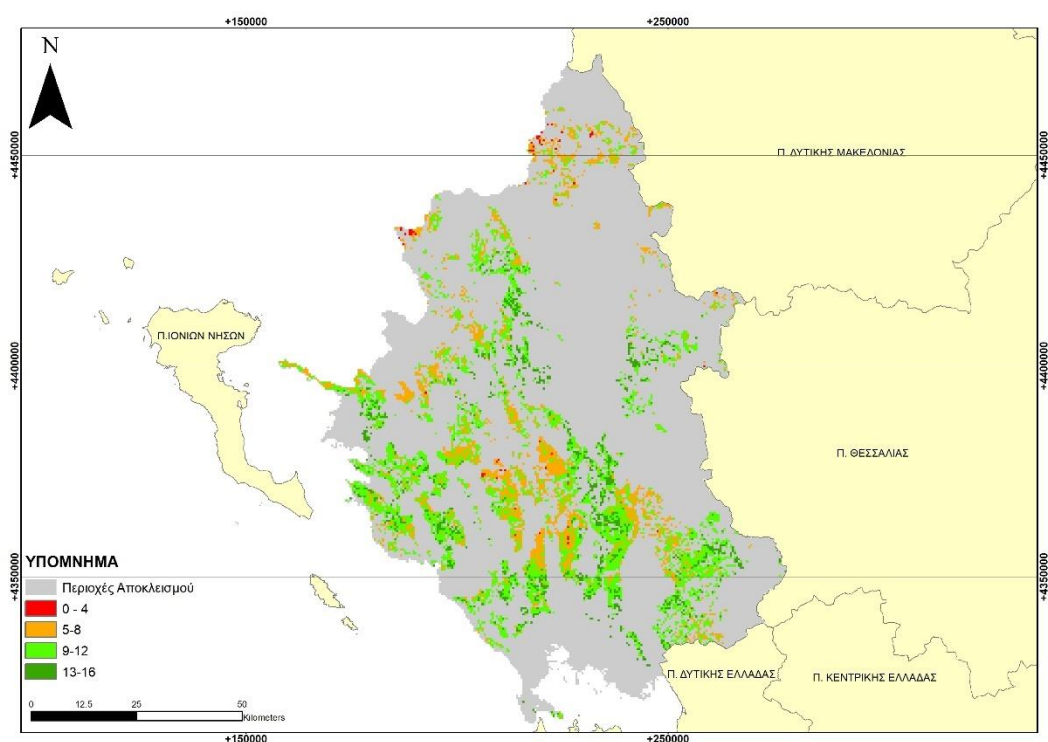 +150000
+250000
N
+4450000
+4450000
Π. ΔΥΤΙΚΗΣ ΜΑΚΕΔΟΝΙΑΣ
Π.ΙΟΝΙΩΝ ΝΗΣΩΝ
+4400000
+4400000
Π. ΘΕΣΣΑΛΙΑΣ
ΥΠΟΜΝΗΜΑ
Περιοχές Αποκλεισμού
0 - 4
5-8
9-12
13-16
+4350000
+4350000
Π. ΔΥΤΙΚΗΣ ΕΛΛΑΔΑΣ
Π. ΚΕΝΤΡΙΚΗΣ ΕΛΛΑΔΑΣ
0 12.5 25 50
Kilometers
+150000
+250000